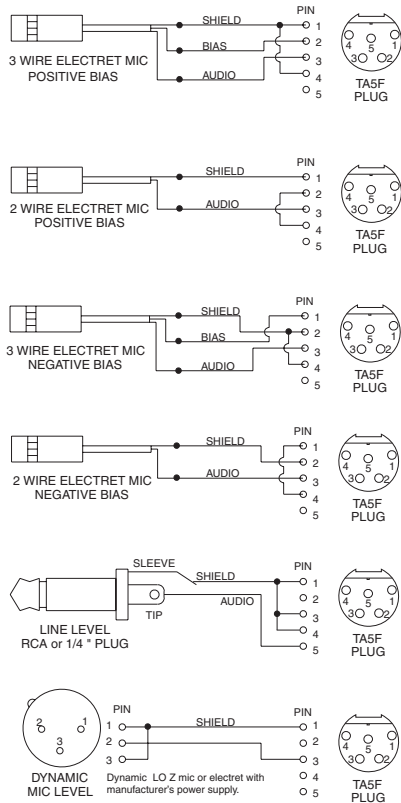 PIN
SHIELD
1
BIAS
2
AUDIO
3
4
5
3 WIRE ELECTRET MIC
POSITIVE BIAS
4 5 1
3 2
TA5F
PLUG
PIN
SHIELD
1
2
AUDIO
3
4
5
2 WIRE ELECTRET MIC
POSITIVE BIAS
4 5 1
3 2
TA5F
PLUG
PIN
SHIELD
1
2
BIAS
3
AUDIO
4
5
3 WIRE ELECTRET MIC
NEGATIVE BIAS
4 5 1
3 2
TA5F
PLUG
PIN
SHIELD
1
2
AUDIO
3
4
5
2 WIRE ELECTRET MIC
NEGATIVE BIAS
4 5 1
3 2
TA5F
PLUG
PIN
SLEEVE
SHIELD
1
AUDIO
2
3
TIP
4
5
LINE LEVEL
RCA or 1/4 " PLUG
4 5 1
3 2
TA5F
PLUG
PIN
PIN
2 1
3
1
SHIELD
1
2
2
3
3
4
5
DYNAMIC
MIC LEVEL
Dynamic LO Z mic or electret with
manufacturer's power supply.
4 5 1
3 2
TA5F
PLUG